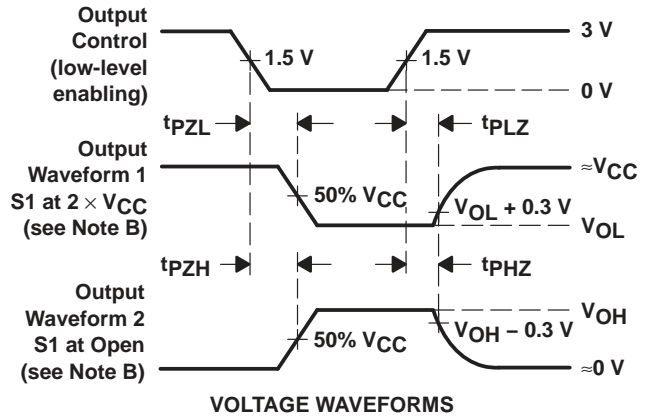 Output
Control
(low-level
enabling)
1.5 V
1.5 V
3 V
0 V
tPZL
tPLZ
Output
Waveform 1
S1 at 2 × VCC
(see Note B)
50% VCC
VOL + 0.3 V
≈VCC
VOL
tPZH
tPHZ
Output
Waveform 2
S1 at Open
(see Note B)
50% VCC
VOH − 0.3 V
VOH
≈0 V
VOLTAGE WAVEFORMS